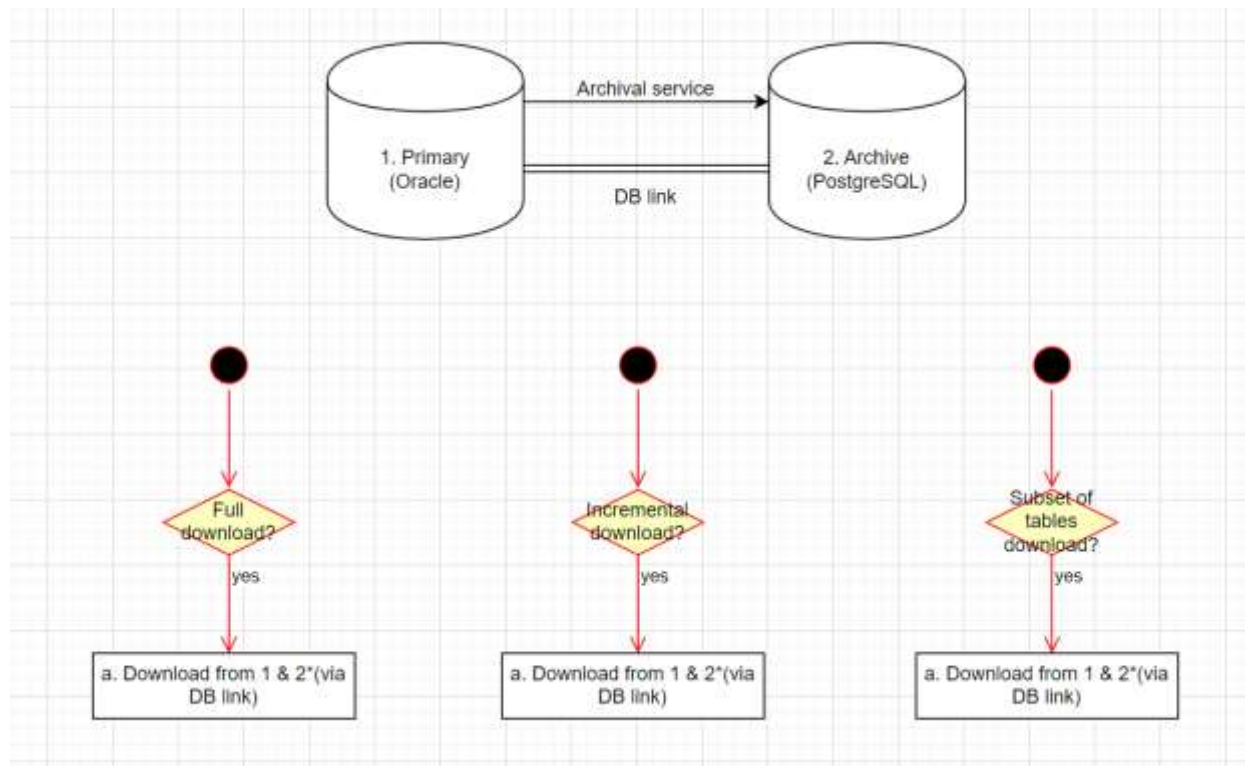 Archival service
1. Primary
(Oracle)
2. Archive
(PostgreSQL)
DB link
Full
download?
Incremental
download?
Subset of
tables
download?
yes
yes
yes
a. Download from 1 & 2*(via
DB link)
a. Download from 1 & 2*(via
DB link)
a. Download from 1 & 2*(via
DB link)